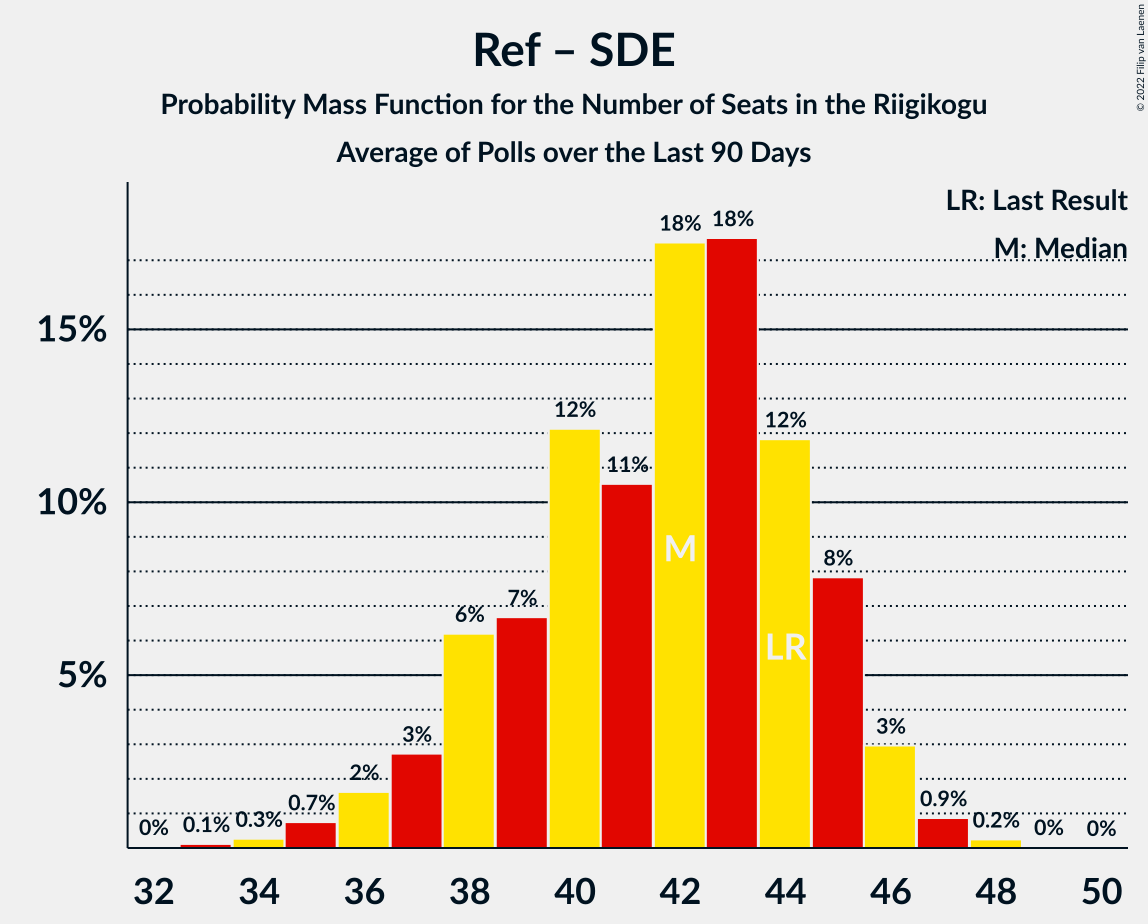 Ref – SDE
Probability Mass Function for the Number of Seats in the Riigikogu
Average of Polls over the Last 90 Days
© 2022 Filip van Laenen
LR: Last Result
M: Median
15%
10%
5%
0% 0.1% 0.3% 0.7% 2% 3% 6% 7% 12% 11% 18% 18% 12% 8% 3% 0.9% 0.2% 0% 0%
M
LR
32 34 36 38 40 42 44 46 48 50